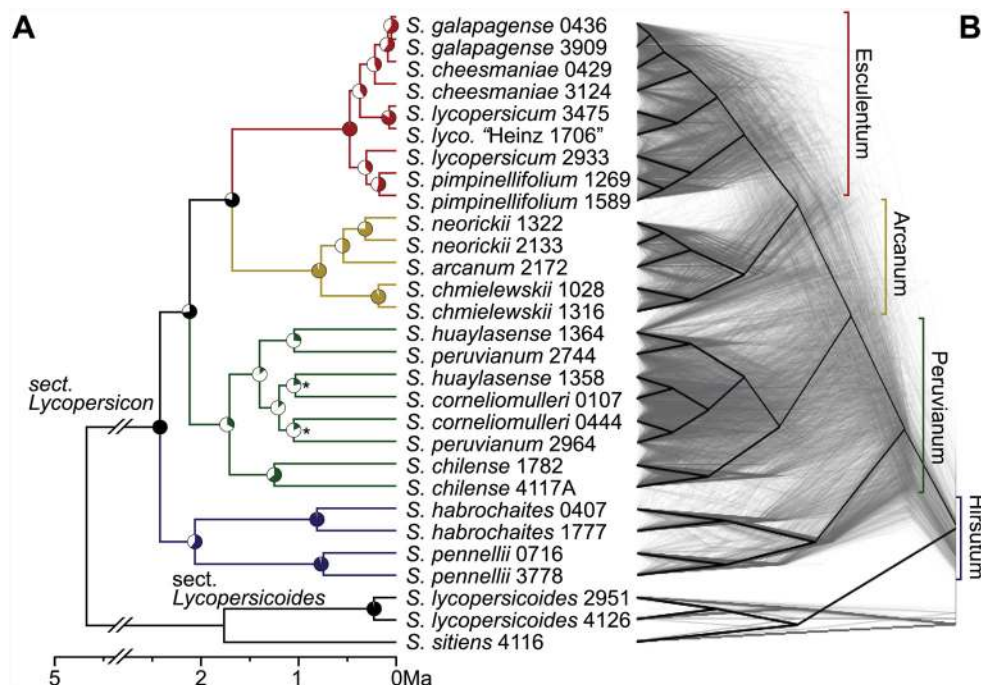 A
B
S. galapagense 0436
S. galapagense 3909
S. cheesmaniae 0429
S. cheesmaniae 3124
S. lycopersicum 3475
S. lyco. “Heinz 1706”
S. lycopersicum 2933
S. pimpinellifolium 1269
S. pimpinellifolium 1589
S. neorickii 1322
S. neorickii 2133
S. arcanum 2172
S. chmielewskii 1028
S. chmielewskii 1316
S. huaylasense 1364
S. peruvianum 2744
S. huaylasense 1358
*
S. corneliomulleri 0107
S. corneliomulleri 0444
*
S. peruvianum 2964
S. chilense 1782
S. chilense 4117A
S. habrochaites 0407
S. habrochaites 1777
S. pennellii 0716
S. pennellii 3778
S. lycopersicoides 2951
S. lycopersicoides 4126
S. sitiens 4116
sect.
Lycopersicon
sect.
Lycopersicoides
5 2 1 0Ma
Esculentum
Arcanum
Peruvianum
Hirsutum